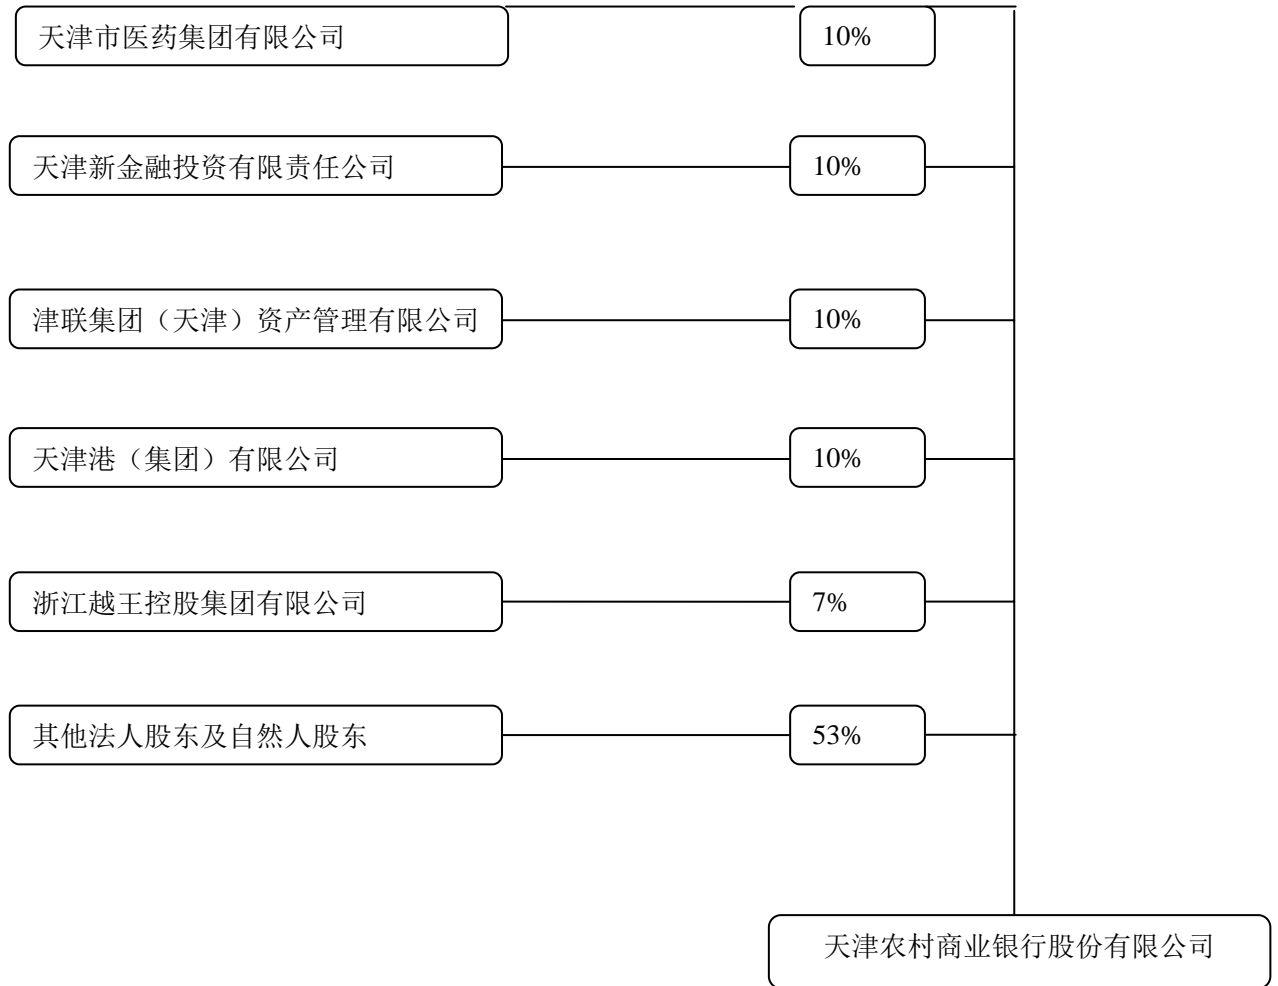 天津市医药集团有限公司
10%
天津新金融投资有限责任公司
10%
津联集团（天津）资产管理有限公司
10%
天津港（集团）有限公司
10%
浙江越王控股集团有限公司
7%
其他法人股东及自然人股东
53%
天津农村商业银行股份有限公司